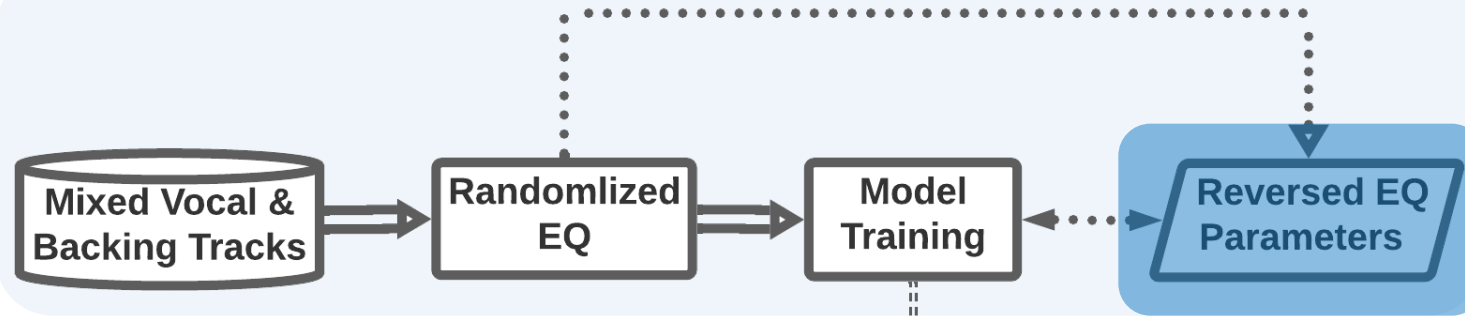 Mixed Vocal &
Backing Tracks
Randomlized
EQ
Model
Training
Reversed EQ
Parameters